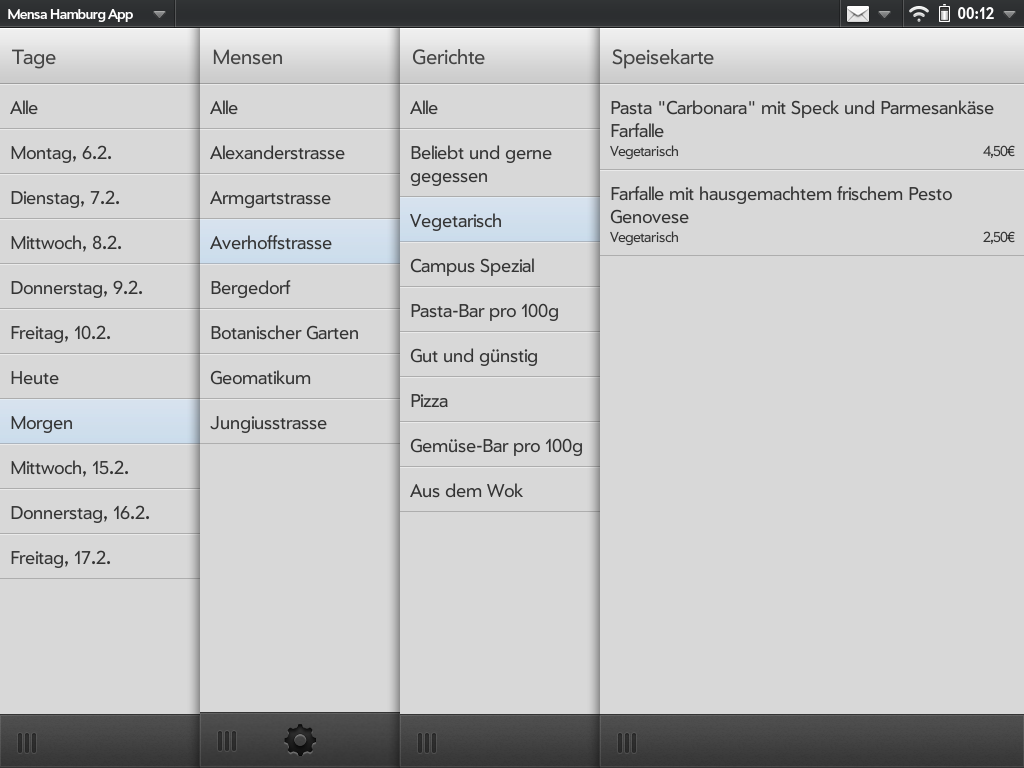 Mensa Hamburg App
00:12
Tage
Alle
Montag, 6.2.
Dienstag, 7.2.
Mittwoch, 8.2.
Donnerstag, 9.2.
Freitag, 10.2.
Heute
Morgen
Mittwoch, 15.2.
Donnerstag, 16.2.
Freitag, 17.2.
Mensen
Alle
Alexanderstrasse
Armgartstrasse
Averhoffstrasse
Bergedorf
Botanischer Garten
Geomatikum
Jungiusstrasse
Gerichte
Alle
Beliebt und gerne
gegessen
Vegetarisch
Campus Spezial
Pasta-Bar pro 100g
Gut und günstig
Pizza
Gemüse-Bar pro 100g
Aus dem Wok
Speisekarte
Pasta "Carbonara" mit Speck und Parmesankäse
Farfalle
Vegetarisch 4,50€
Farfalle mit hausgemachtem frischem Pesto
Genovese
Vegetarisch 2,50€